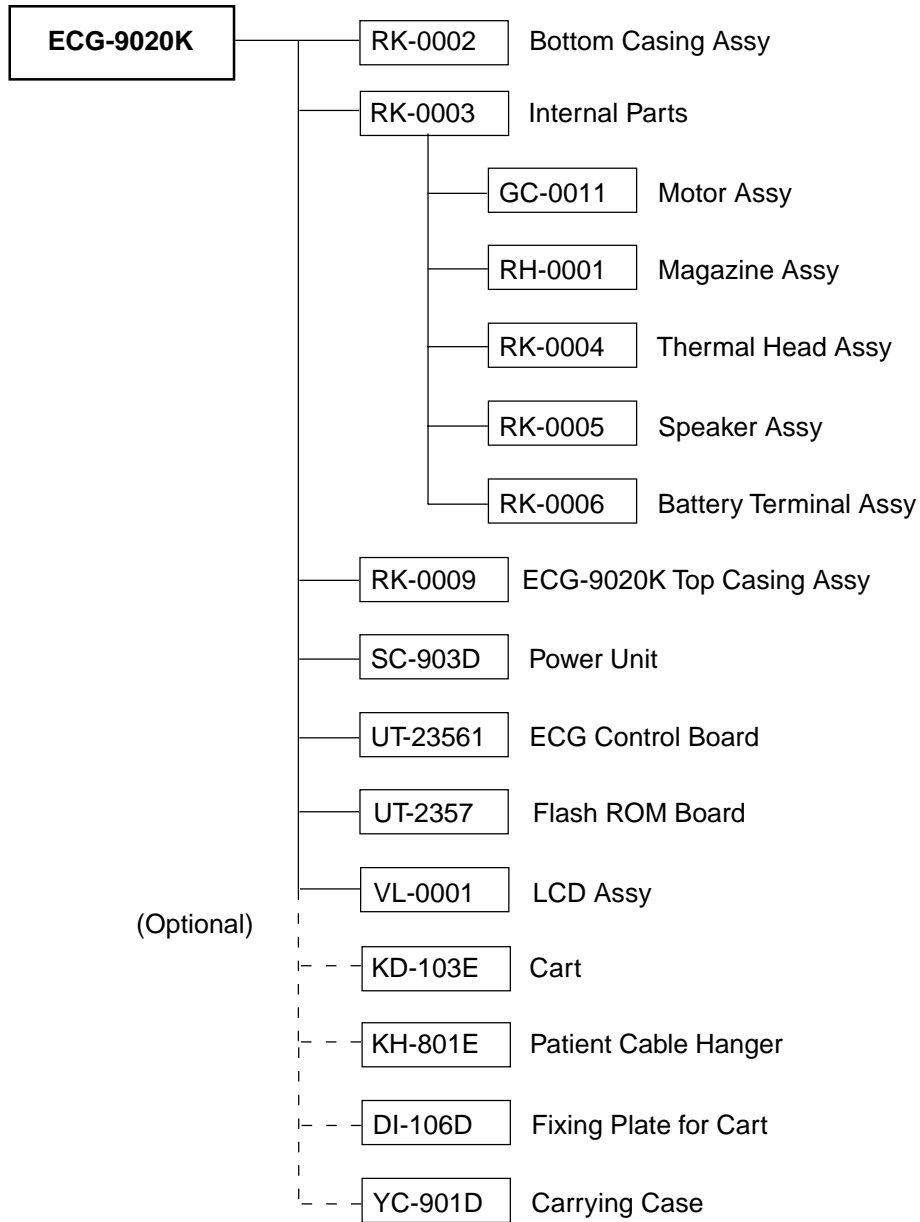 ECG-9020K
RK-0002 Bottom Casing Assy
RK-0003 Internal Parts
GC-0011 Motor Assy
RH-0001 Magazine Assy
RK-0004 Thermal Head Assy
RK-0005 Speaker Assy
RK-0006 Battery Terminal Assy
RK-0009 ECG-9020K Top Casing Assy
SC-903D Power Unit
UT-23561 ECG Control Board
UT-2357 Flash ROM Board
VL-0001 LCD Assy
(Optional)
KD-103E Cart
KH-801E Patient Cable Hanger
DI-106D Fixing Plate for Cart
YC-901D Carrying Case